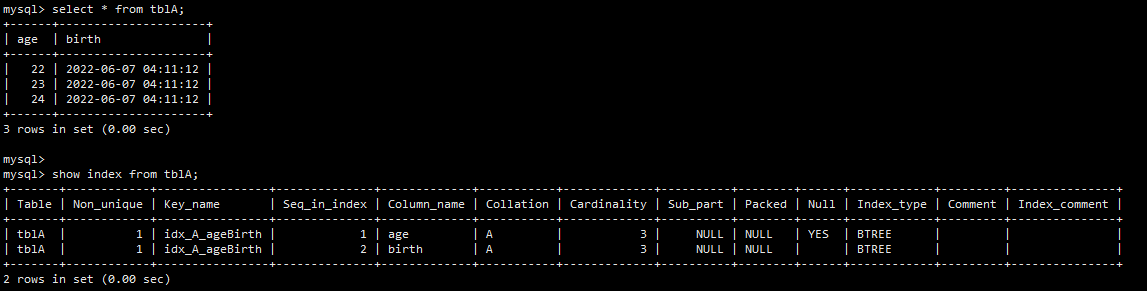 mysql> select * from tblA;
+------+---------------------+
| age  | birth               |
+------+---------------------+
|   22 | 2022-06-07 04:11:12 |
|   23 | 2022-06-07 04:11:12 |
|   24 | 2022-06-07 04:11:12 |
+------+---------------------+
3 rows in set (0.00 sec)
mysql>
mysql> show index from tblA;
+-------+------------+----------------+--------------+-------------+-----------+-------------+----------+--------+------+------------+---------+---------------+
| Table | Non_unique | Key_name       | Seq_in_index | Column_name | Collation | Cardinality | Sub_part | Packed | Null | Index_type | Comment | Index_comment |
+-------+------------+----------------+--------------+-------------+-----------+-------------+----------+--------+------+------------+---------+---------------+
| tblA  |          1 | idx_A_ageBirth |            1 | age         | A         |           3 |     NULL | NULL   | YES  | BTREE      |         |               |
| tblA  |          1 | idx_A_ageBirth |            2 | birth       | A         |           3 |     NULL | NULL   |      | BTREE      |         |               |
+-------+------------+----------------+--------------+-------------+-----------+-------------+----------+--------+------+------------+---------+---------------+
2 rows in set (0.00 sec)